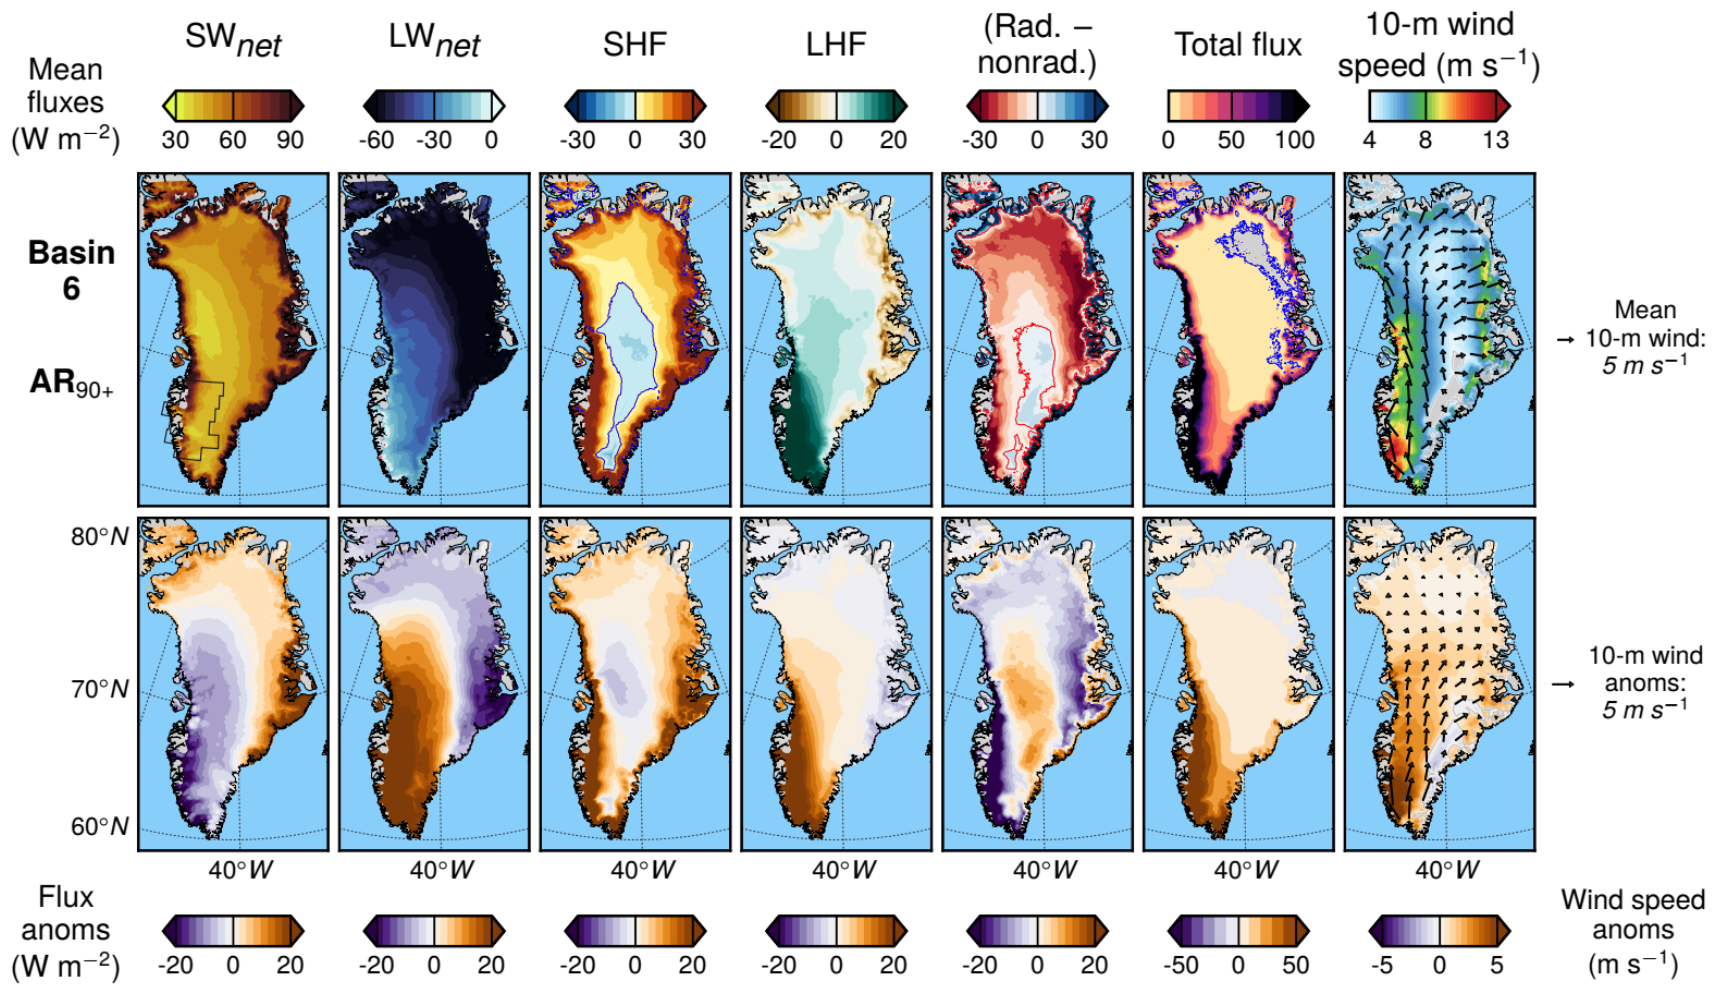 SWnet
LWnet
SHF
LHF
(Rad. –
nonrad.)
Total flux
10-m wind
speed (m s−1)
Mean
fluxes
(W m−2)
30 60 90
-60 -30 0
-30 0 30
-20 0 20
-30 0 30
0 50 100
4 8 13
Basin
6
AR90+
Mean
10-m wind:
5 m s−1
80°N
70°N
60°N
10-m wind
anoms:
5 m s−1
40°W
40°W
40°W
40°W
40°W
40°W
40°W
Flux
anoms
(W m−2)
-20 0 20
-20 0 20
-20 0 20
-20 0 20
-20 0 20
-50 0 50
-5 0 5
Wind speed
anoms
(m s−1)